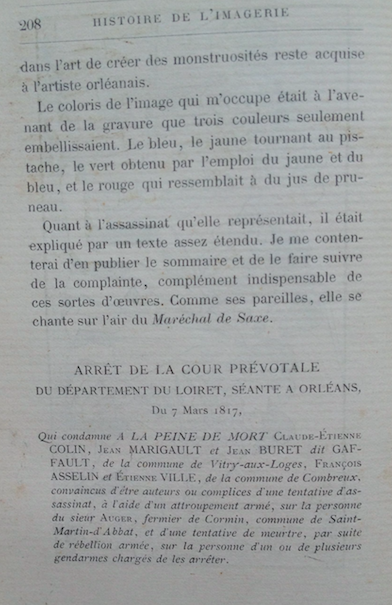 208 HISTOIRE DE L'IMAGERIE
dans l'art de créer des monstruosités reste acquise
à l'artiste orléanais.
Le coloris de l'image qui m'occupe était à l'ave-
nant de la gravure que trois couleurs seulement
embellissaient. Le bleu, le jaune tournant au pis-
tache, le vert obtenu par l'emploi du jaune et du
bleu, et le rouge qui ressemblait à du jus de pru-
neau.
Quant à l'assassinat qu'elle représentait, il était
expliqué par un texte assez étendu. Je me conten-
terai d'en publier le sommaire et de le faire suivre
de la complainte, complément indispensable de
ces sortes d'œuvres. Comme ses pareilles, elle se
chante sur l'air du Maréchal de Saxe.
ARRÊT DE LA COUR PRÉVOTALE
DU DÉPARTEMENT DU LOIRET, SÉANTE A ORLÉANS,
Du 7 Mars 1817,
Qui condamne A LA PEINE DE MORT CLAUDE-ÉTIENNE
COLIN, JEAN MARIGAULT et JEAN BURET dit GAF-
FAULT, de la commune de Vitry-aux-Loges, FRANÇOIS
ASSELIN et ÉTIENNE VILLE, de la commune de Combreux,
convaincus d'être auteurs ou complices d'une tentative d'as-
sassinat, à l'aide d'un attroupement armé, sur la personne
du sieur AUGER, fermier de Cormin, commune de Saint-
Martin-d'Abbat, et d'une tentative de meurtre, par suite
de rébellion armée, sur la personne d'un ou de plusieurs
gendarmes chargés de les arrêter.